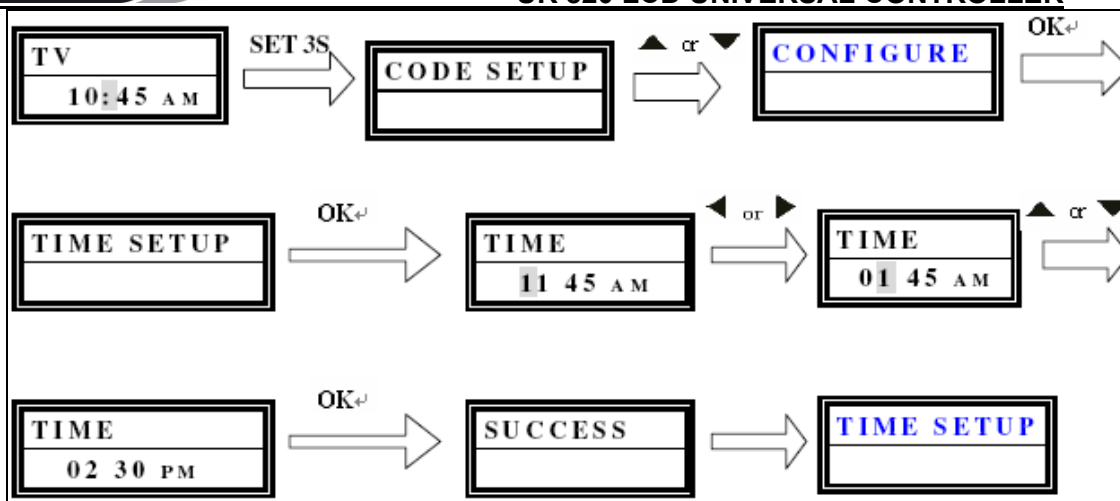 TV
10:45 AM
SET 3S
CODE SETUP
▲ or ▼
CONFIGURE
OK↵
TIME SETUP
OK↵
TIME
11 45 AM
◀ or ▶
TIME
01 45 AM
▲ or ▼
TIME
02 30 PM
OK↵
SUCCESS
TIME SETUP